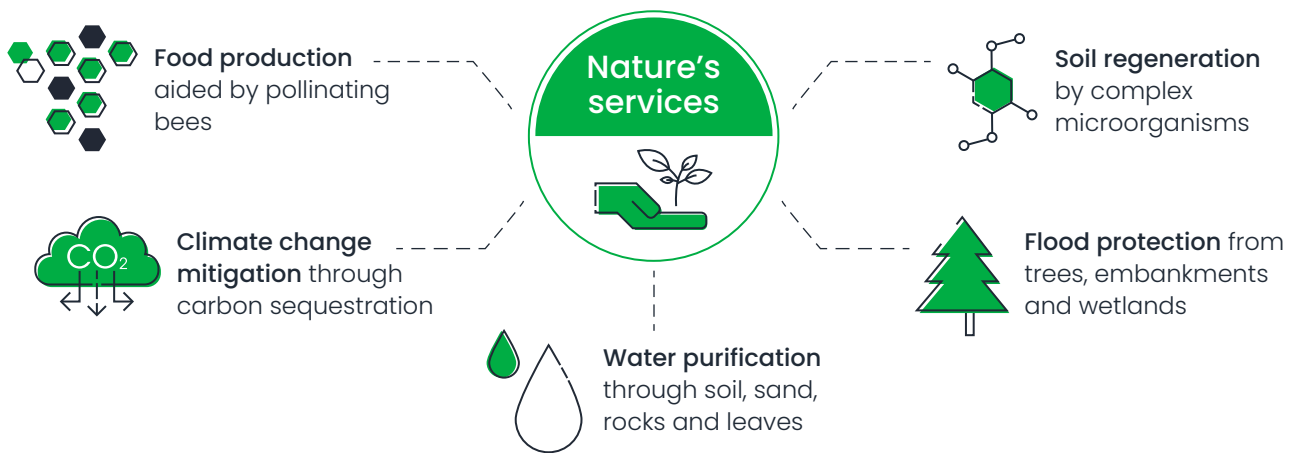 Nature’s
services
Food production
aided by pollinating
bees
Soil regeneration
by complex
microorganisms
CO₂
Climate change
mitigation through
carbon sequestration
Flood protection from
trees, embankments
and wetlands
Water purification
through soil, sand,
rocks and leaves